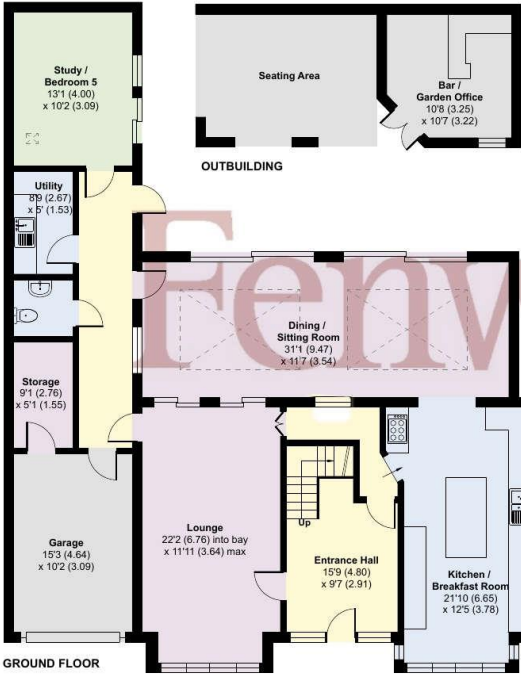 Study /
Bedroom 5
13'1 (4.00)
x 10'2 (3.09)
Seating Area
Bar /
Garden Office
10'8 (3.25)
x 10'7 (3.22)
OUTBUILDING
Utility
8'9 (2.67)
x 5' (1.53)
Fenw
Dining /
Sitting Room
31'1 (9.47)
x 11'7 (3.54)
Storage
9'1 (2.76)
x 5'1 (1.55)
Garage
15'3 (4.64)
x 10'2 (3.09)
Lounge
22'2 (6.76) into bay
x 11'11 (3.64) max
Up
Entrance Hall
15'9 (4.80)
x 9'7 (2.91)
Kitchen /
Breakfast Room
21'10 (6.65)
x 12'5 (3.78)
GROUND FLOOR